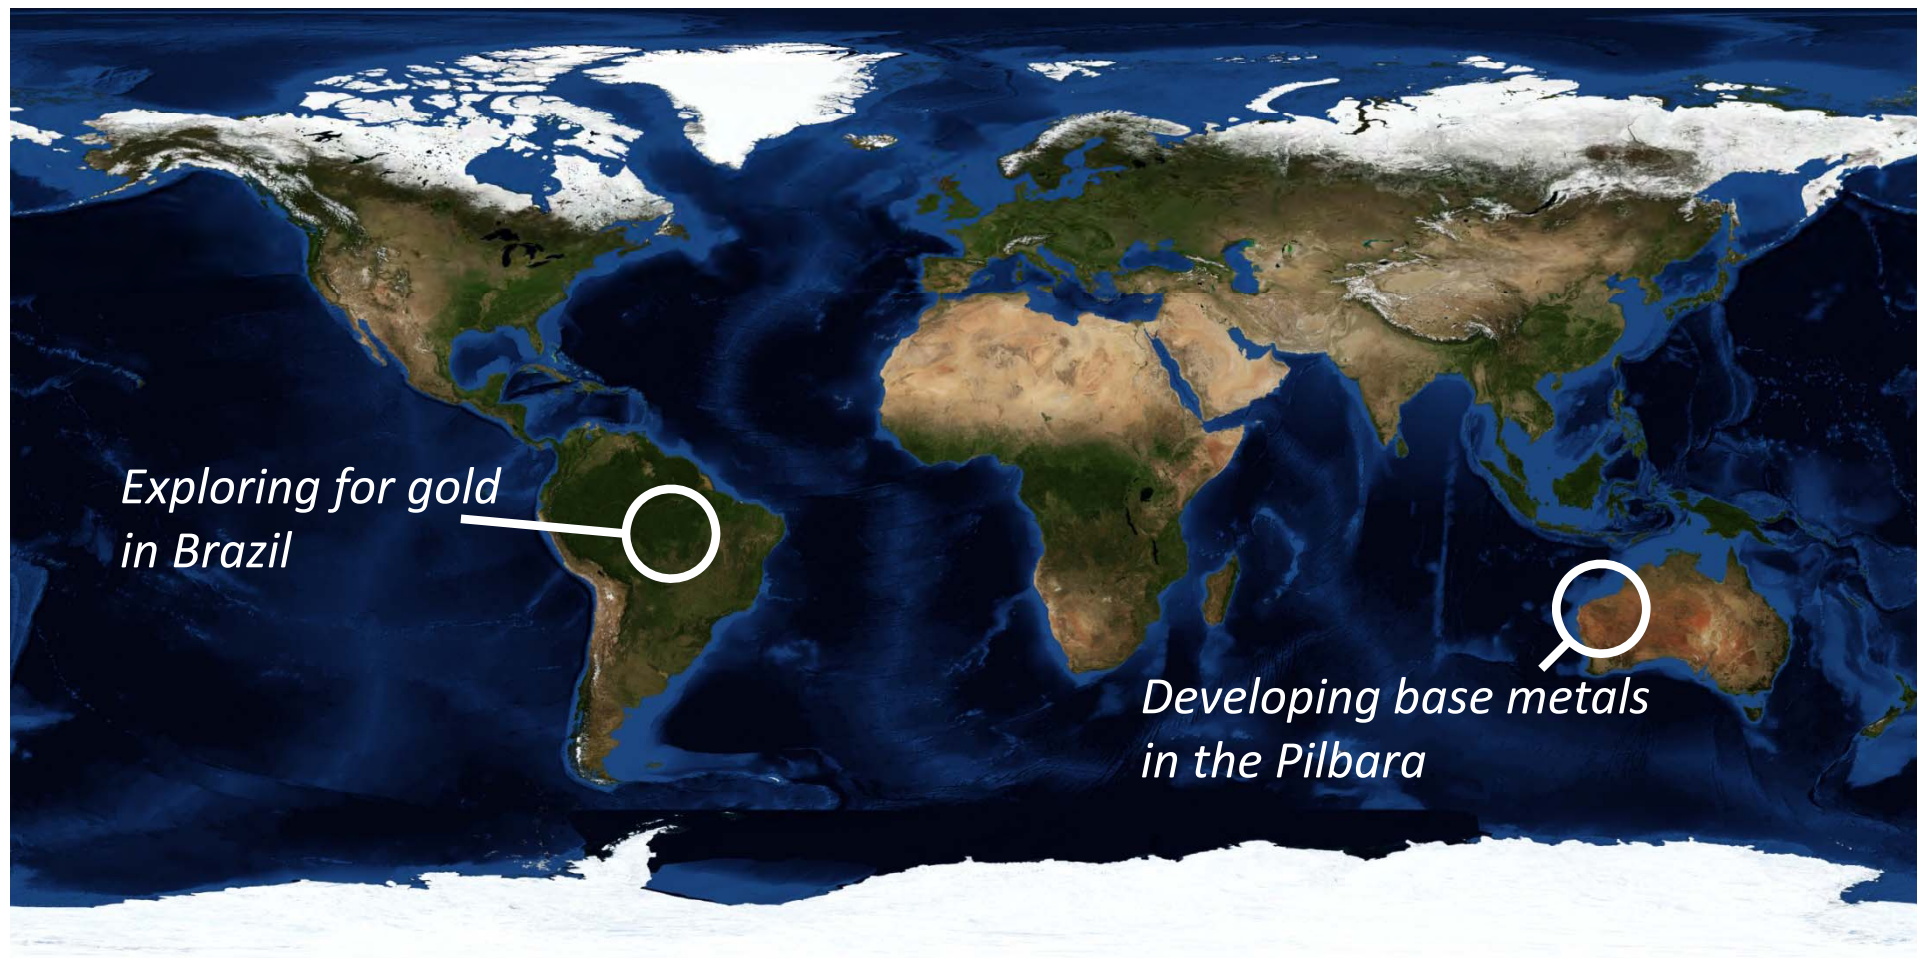 Exploring for gold
in Brazil
Developing base metals
in the Pilbara